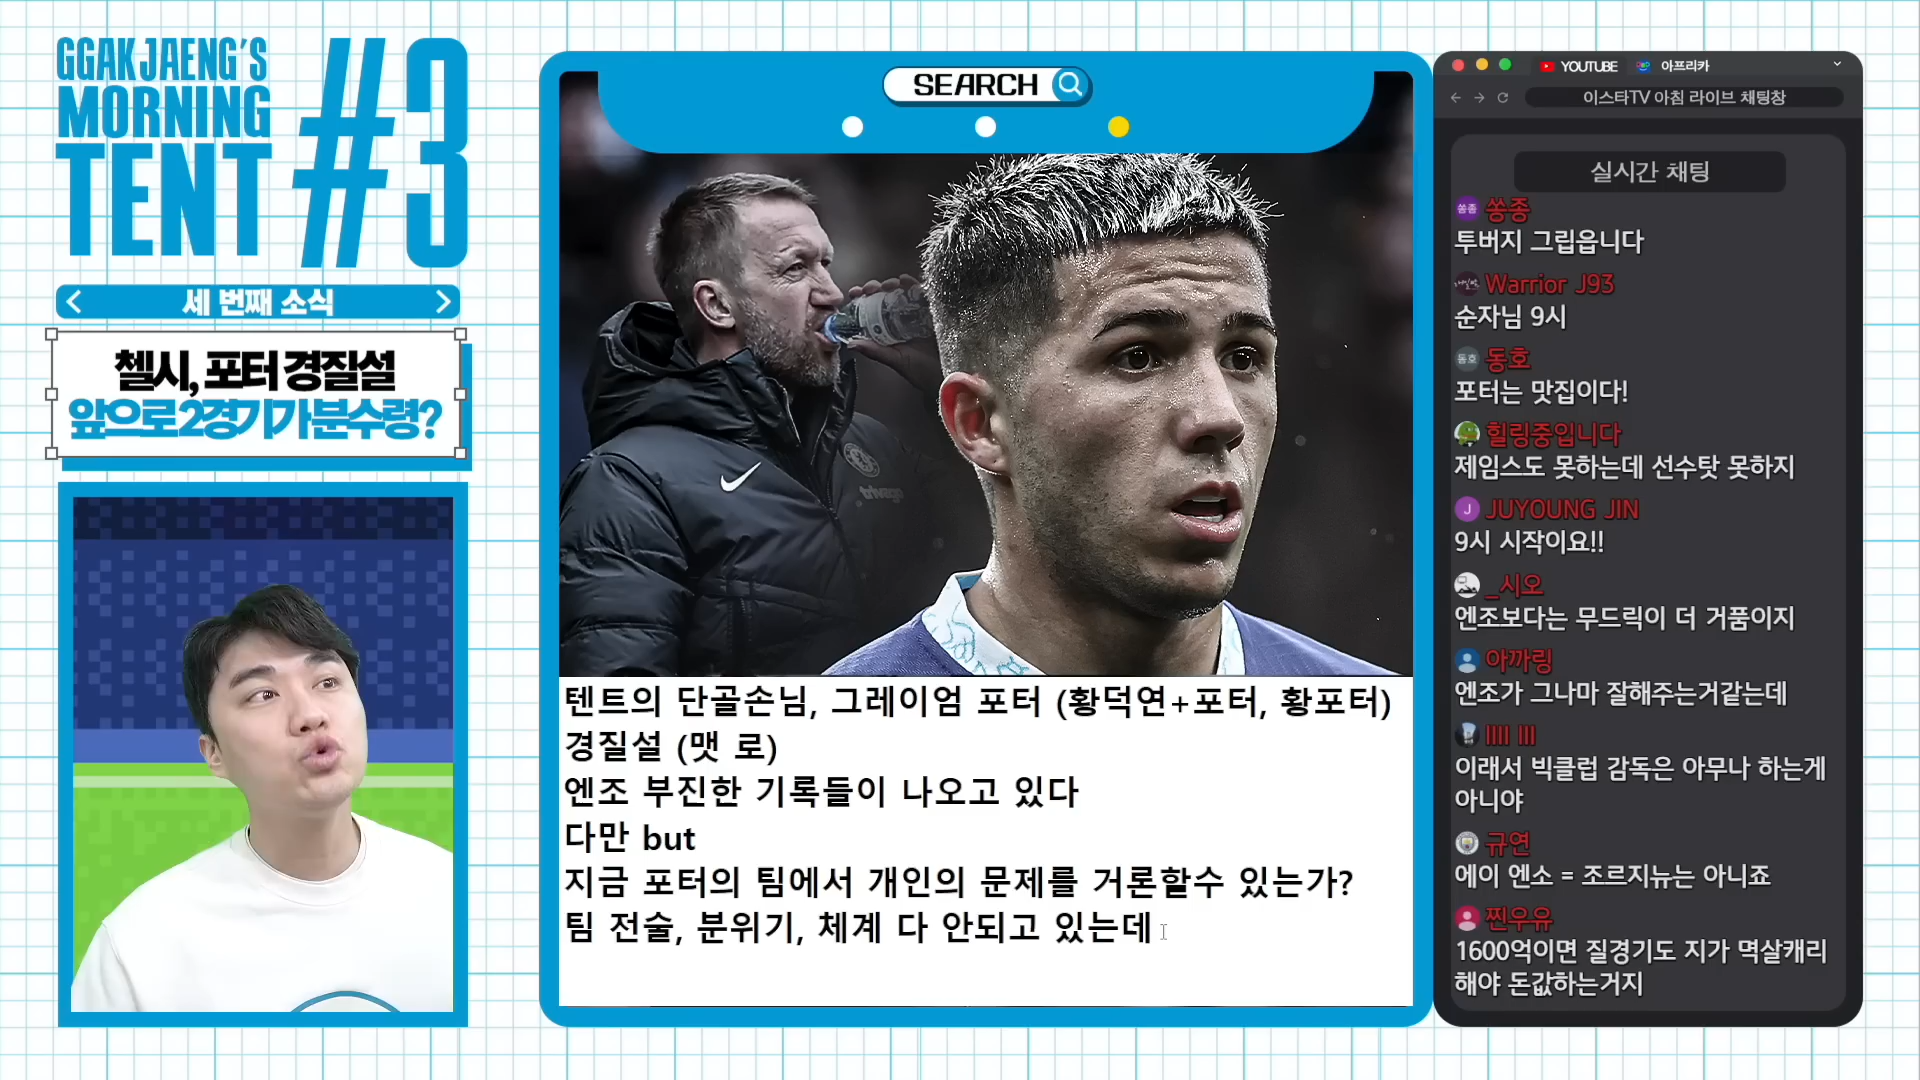 GGAKJAENG'S
MORNING
TENT
#3
세 번째 소식
첼시, 포터 경질설
앞으로 2경기가 분수령?
SEARCH
trivago
텐트의 단골손님, 그레이엄 포터 (황덕연+포터, 황포터)
경질설 (맷 로)
엔조 부진한 기록들이 나오고 있다
다만 but
지금 포터의 팀에서 개인의 문제를 거론할수 있는가?
팀 전술, 분위기, 체계 다 안되고 있는데
YOUTUBE
아프리카
이스타TV 아침 라이브 채팅창
실시간 채팅
쏭종
쏭종
투버지 그립읍니다
Warrior J93
순자님 9시
동호
동호
포터는 맛집이다!
힐링중입니다
제임스도 못하는데 선수탓 못하지
J
JUYOUNG JIN
9시 시작이요!!
_시오
엔조보다는 무드릭이 더 거품이지
아까링
엔조가 그나마 잘해주는거같는데
llll lll
이래서 빅클럽 감독은 아무나 하는게
아니야
규연
에이 엔소 = 조르지뉴는 아니죠
찐우유
1600억이면 질경기도 지가 멱살캐리
해야 돈값하는거지